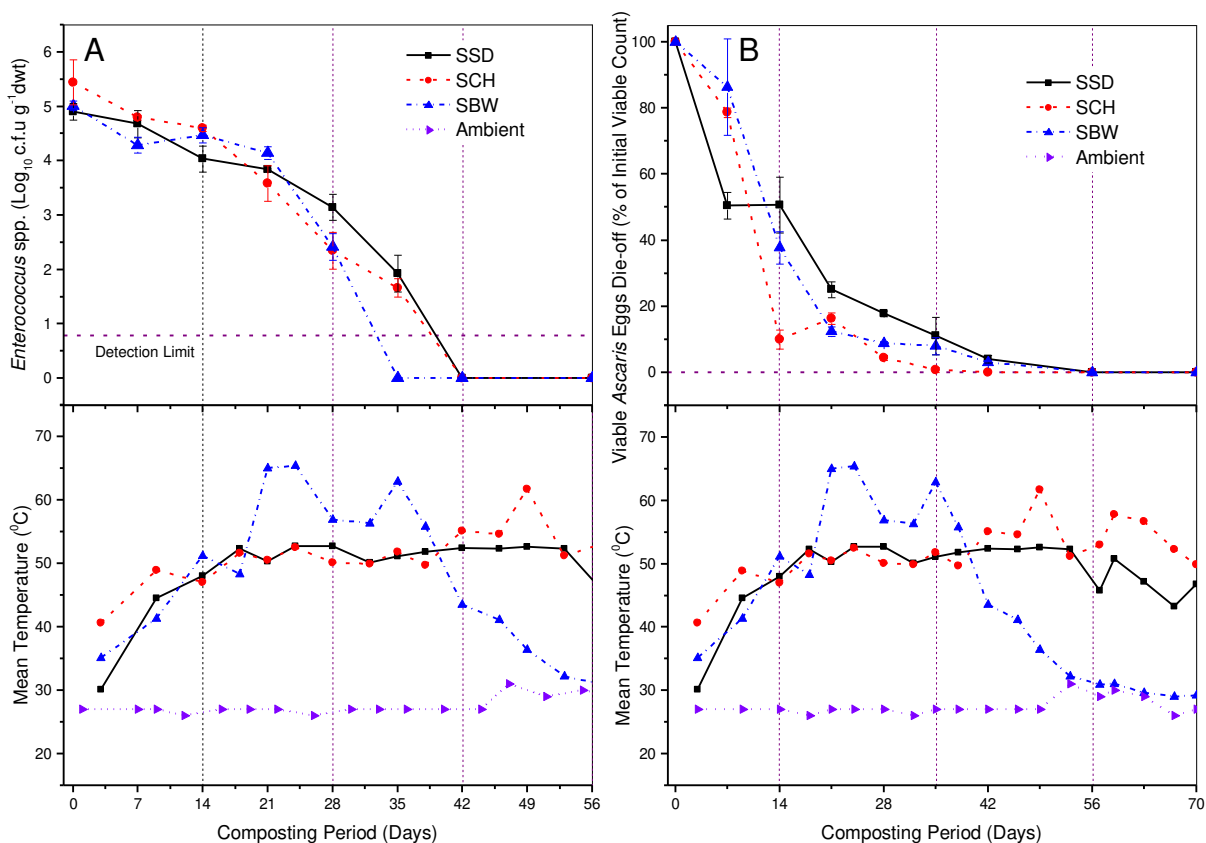 A
SSD
SCH
SBW
Ambient
Enterococcus spp. (Log10 c.f.u g-1dwt)
6
5
4
3
2
1
0
Detection Limit
B
SSD
SCH
SBW
Ambient
Viable Ascaris Eggs Die-off (% of Initial Viable Count)
100
80
60
40
20
0
Mean Temperature (0C)
70
60
50
40
30
20
0 7 14 21 28 35 42 49 56
Composting Period (Days)
Mean Temperature (0C)
70
60
50
40
30
20
0 14 28 42 56 70
Composting Period (Days)